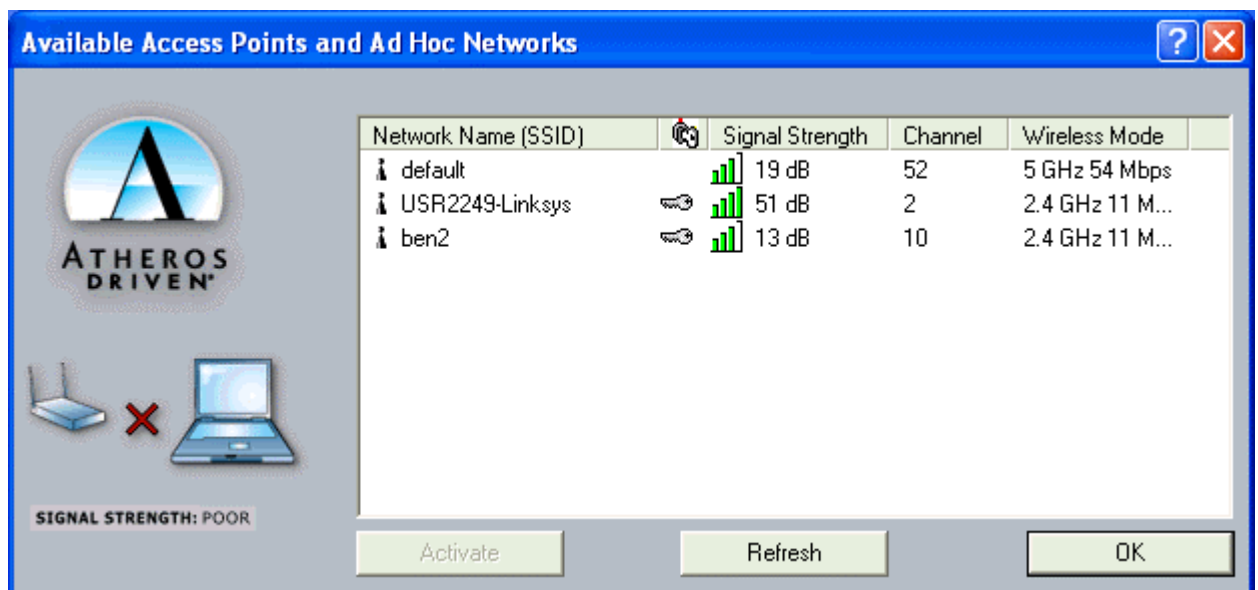 Available Access Points and Ad Hoc Networks
ATHEROS
DRIVEN®
SIGNAL STRENGTH: POOR
Network Name (SSID) Signal Strength Channel Wireless Mode
default 19 dB 52 5 GHz 54 Mbps
USR2249-Linksys 51 dB 2 2.4 GHz 11 M...
ben2 13 dB 10 2.4 GHz 11 M...
Activate Refresh OK